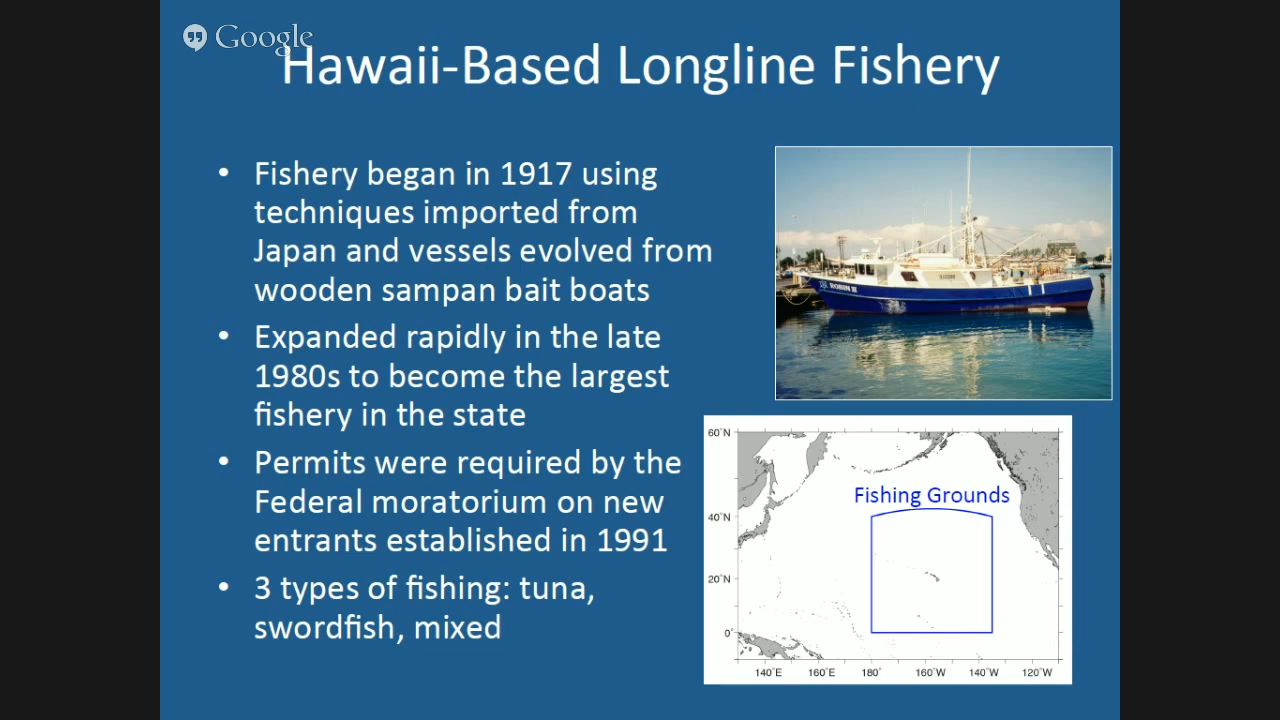 Google
Hawaii-Based Longline Fishery
• Fishery began in 1917 using
techniques imported from
Japan and vessels evolved from
wooden sampan bait boats
• Expanded rapidly in the late
1980s to become the largest
fishery in the state
• Permits were required by the
Federal moratorium on new
entrants established in 1991
• 3 types of fishing: tuna,
swordfish, mixed
ROBIN II
60°N
Fishing Grounds
40°N
20°N
0°
140°E 160°E 180° 160°W 140°W 120°W